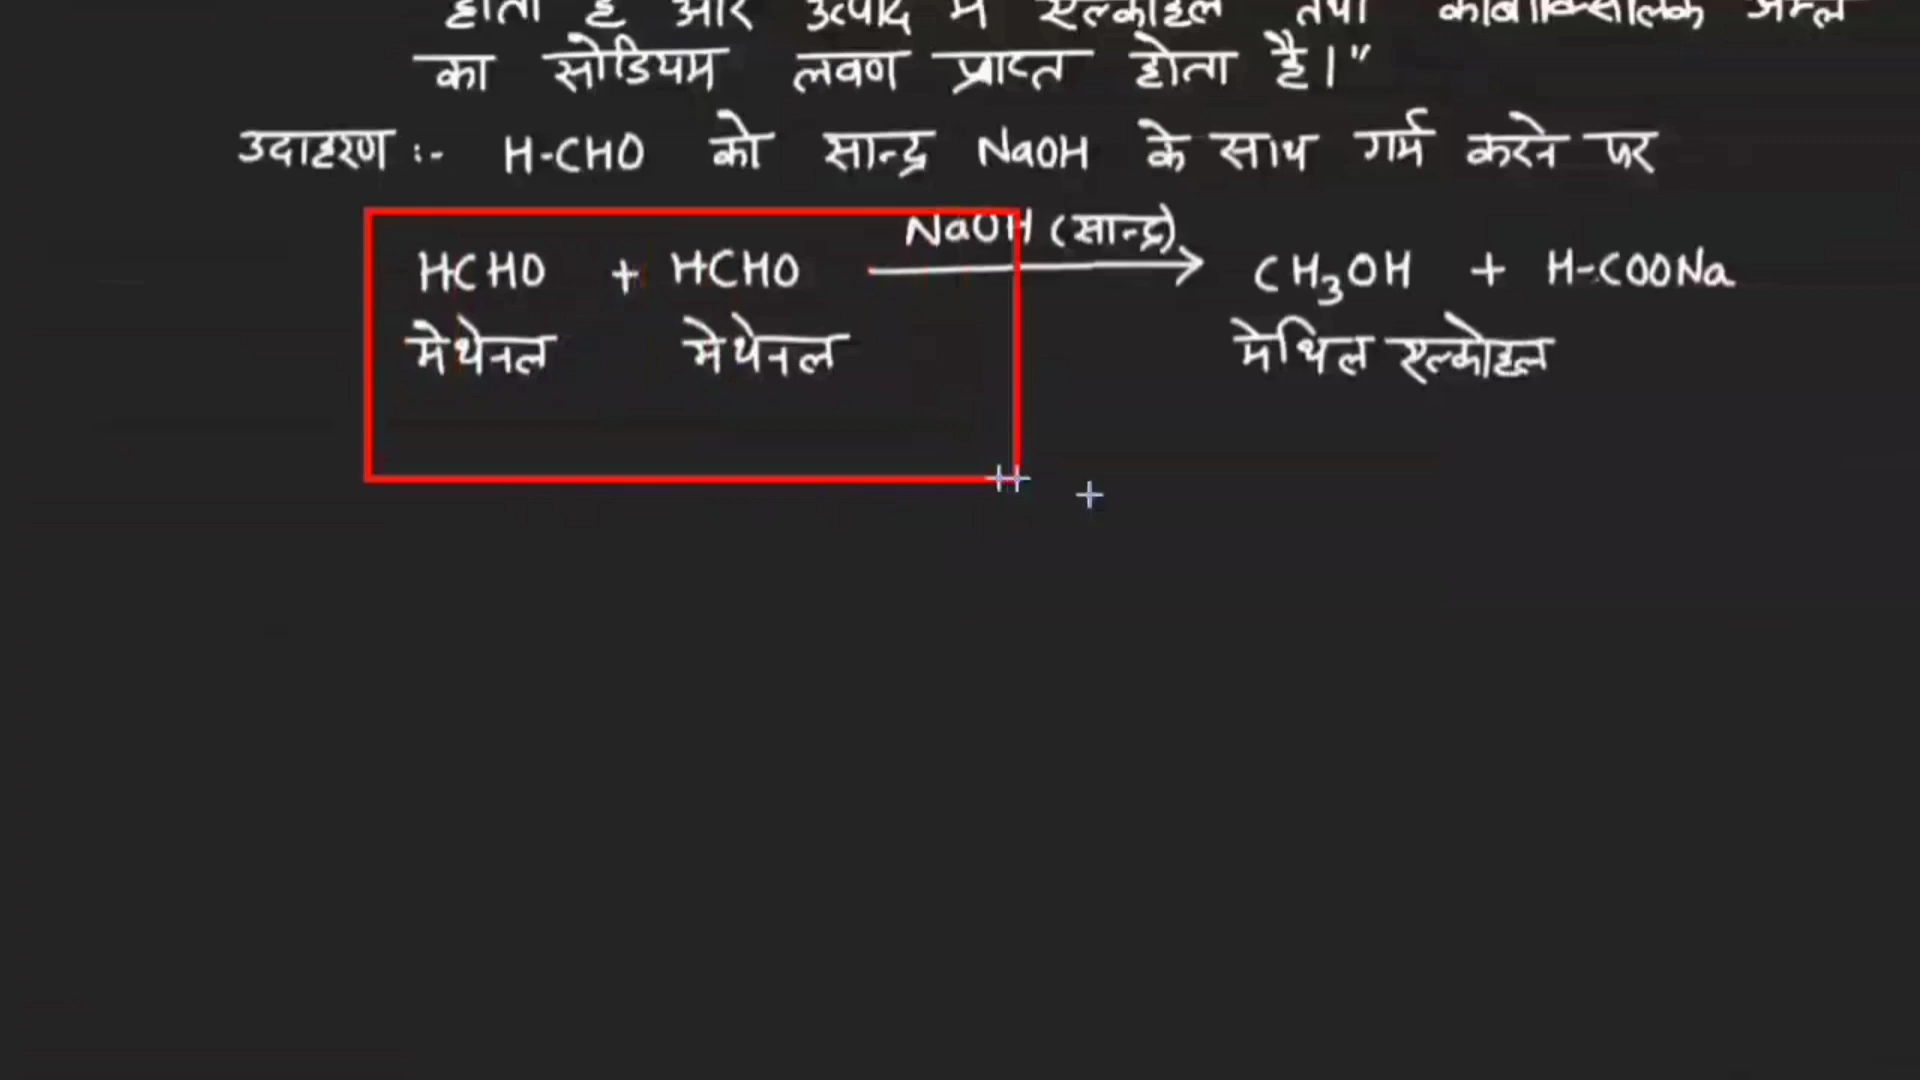 होता है और उत्पाद में एल्कोहल तथा कार्बोक्सिलिक अम्ल
का सोडियम लवण प्राप्त होता है।”
उदाहरण :- H-CHO को सान्द्र NaOH के साथ गर्म करने पर
NaOH (सान्द्र)
HCHO + HCHO ⟶ CH₃OH + H-COONa
मेथेनल मेथेनल मेथिल एल्कोहल